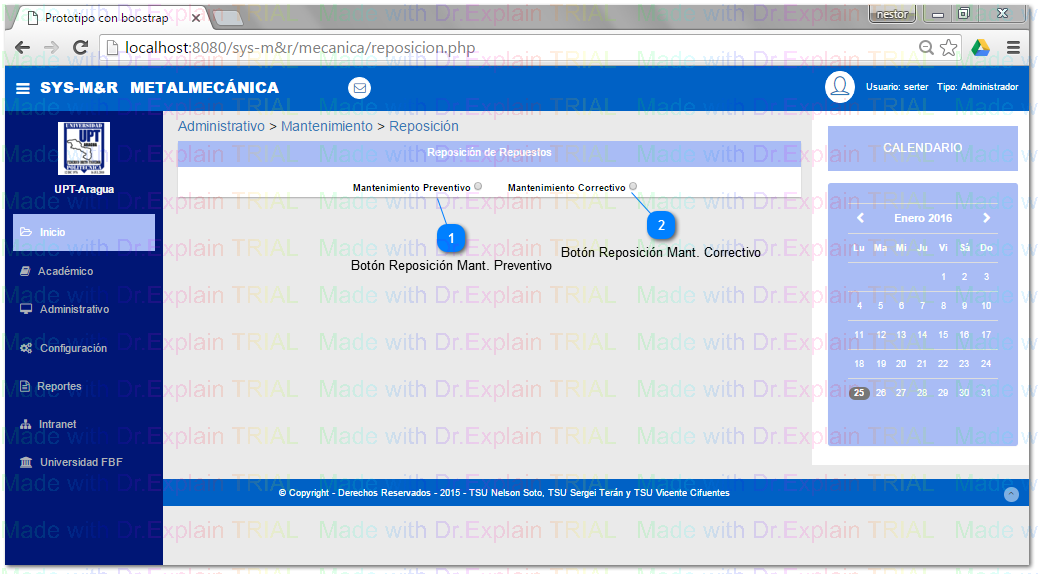 Prototipo con boostrap
nestor
localhost:8080/sys-m&r/mecanica/reposicion.php
SYS-M&R METALMECÁNICA
Usuario: serter Tipo: Administrador
UNIVERSIDAD
UPT
ARAGUA
UPT-Aragua
Inicio
Académico
Administrativo
Configuración
Reportes
Intranet
Universidad FBF
Administrativo > Mantenimiento > Reposición
Reposición de Repuestos
Mantenimiento Preventivo Mantenimiento Correctivo
1
Botón Reposición Mant. Preventivo
2
Botón Reposición Mant. Correctivo
CALENDARIO
Enero 2016
Lu Ma Mi Ju Vi Sá Do
1 2 3
4 5 6 7 8 9 10
11 12 13 14 15 16 17
18 19 20 21 22 23 24
25 26 27 28 29 30 31
© Copyright - Derechos Reservados - 2015 - TSU Nelson Soto, TSU Sergei Terán y TSU Vicente Cifuentes
Made with Dr.Explain TRIAL